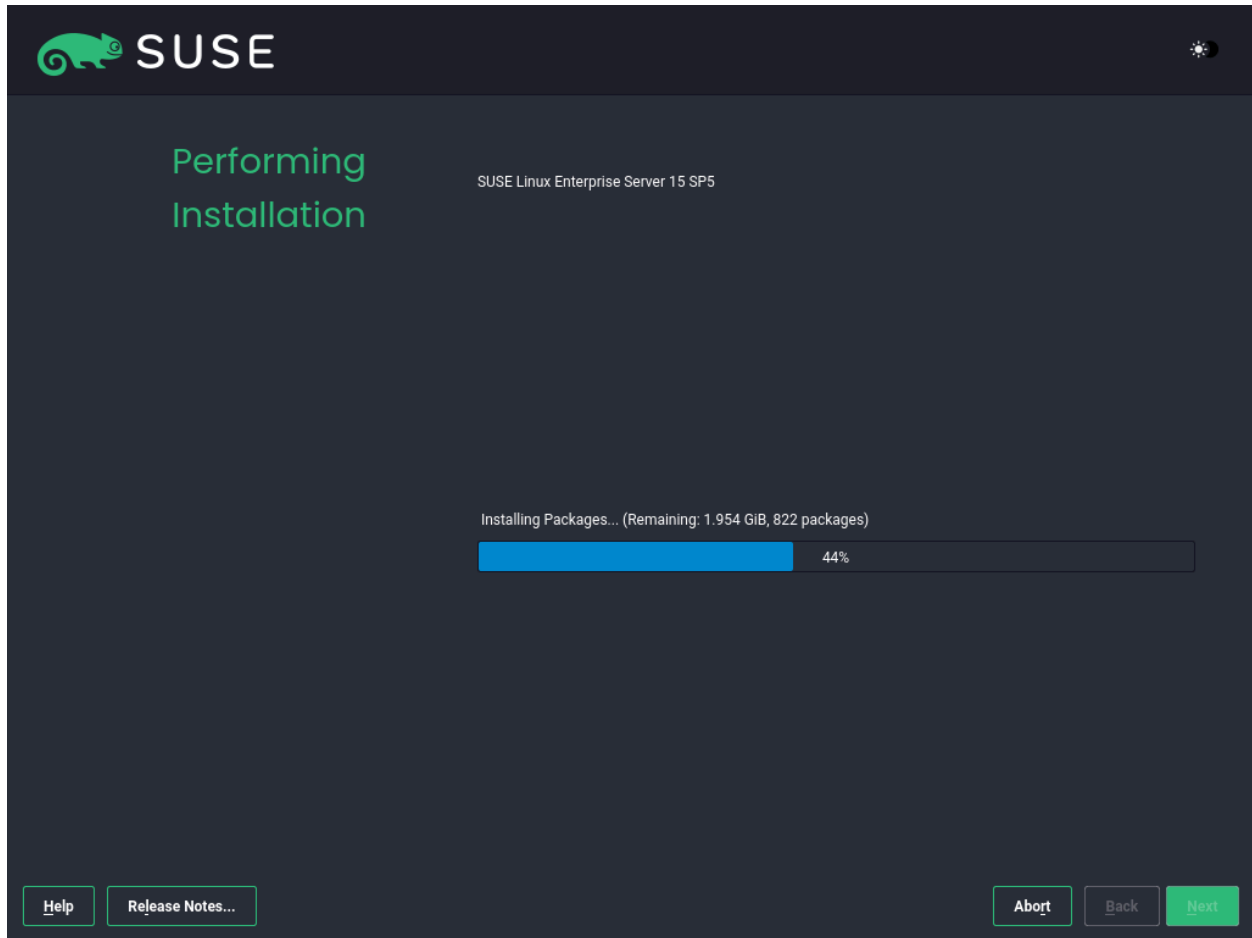 SUSE
Performing
Installation
SUSE Linux Enterprise Server 15 SP5
Installing Packages... (Remaining: 1.954 GiB, 822 packages)
44%
Help
Release Notes...
Abort
Back
Next